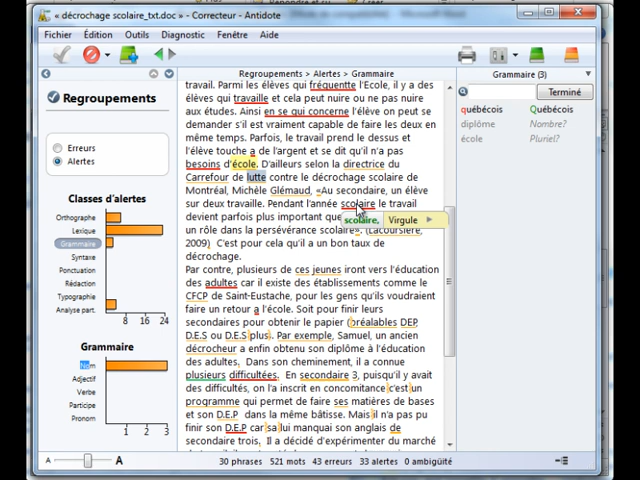 « décrochage scolaire_txt.doc » - Correcteur - Antidote
Fichier Édition Outils Diagnostic Fenêtre Aide
Regroupements > Alertes > Grammaire
Grammaire (3)
Regroupements
Erreurs
Alertes
Classes d'alertes
Orthographe
Lexique
Grammaire
Syntaxe
Ponctuation
Rédaction
Typographie
Analyse part.
8 16 24
Grammaire
Nom
Adjectif
Verbe
Participe
Pronom
1 2 3
travail. Parmi les élèves qui fréquentte l'Ecole, il y a des
élèves qui travaille et cela peut nuire ou ne pas nuire
aux études. Ainsi en se qui concerne l'élève on peut se
demander s'il est vraiment capable de faire les deux en
même temps. Parfois, le travail prend le dessus et
l'élève touche a de l'argent et se dit qu'il n'a pas
besoins d'école. D'ailleurs selon la directrice du
Carrefour de lutte contre le décrochage scolaire de
Montréal, Michèle Glémaud, «Au secondaire, un élève
sur deux travaille. Pendant l'année scolaire le travail
devient parfois plus important que
scolaire, Virgule
un rôle dans la persévérance scolaire». (Lacoursière,
2009) C'est pour cela qu'il a un bon taux de
décrochage.
Par contre, plusieurs de ces jeunes iront vers l'éducation
des adultes car il existe des établissements comme le
CFCP de Saint-Eustache, pour les gens qu'ils voudraient
faire un retour a l'école. Soit pour finir leurs
secondaires pour obtenir le papier (préalables DEP,
D.E.S ou D.E.S plus). Par exemple, Samuel, un ancien
décrocheur a enfin obtenu son diplôme à l'éducation
des adultes. Dans son cheminement, il a connue
plusieurs difficultées. En secondaire 3, puisqu'il y avait
des difficultés, on l'a inscrit en concomitance c'est un
programme qui permet de faire ses matières de bases
et son D.E.P dans la même bâtisse. Mais il n'a pas pu
finir son D.E.P car sa lui manquait son anglais de
secondaire trois. Il a décidé d'expérimenter du marché
Terminé
québécois Québécois
diplôme Nombre?
école Pluriel?
A A
30 phrases 521 mots 43 erreurs 33 alertes 0 ambiguïté